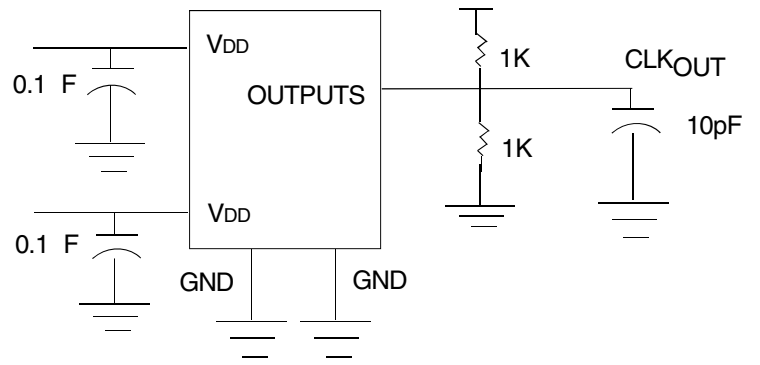 VDD
1K
CLKOUT
0.1 F
OUTPUTS
10pF
1K
VDD
0.1 F
GND
GND